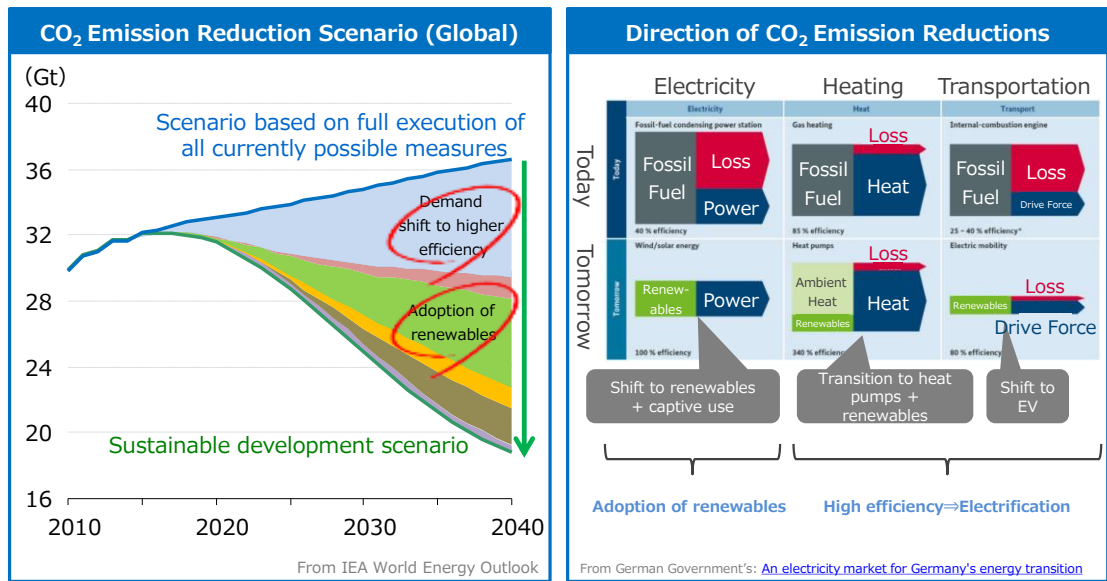 CO₂ Emission Reduction Scenario (Global)
(Gt)
40
36
32
28
24
20
16
2010
2020
2030
2040
Scenario based on full execution of
all currently possible measures
Demand
shift to higher
efficiency
Adoption of
renewables
Sustainable development scenario
From IEA World Energy Outlook
Direction of CO₂ Emission Reductions
Electricity
Heating
Transportation
Electricity
Heat
Transport
Today
Today
Fossil-fuel condensing power station
Fossil
Fuel
Loss
Power
40 % efficiency
Gas heating
Fossil
Fuel
Loss
Heat
85 % efficiency
Internal-combustion engine
Fossil
Fuel
Loss
Drive Force
25 – 40 % efficiency*
Tomorrow
Tomorrow
Wind/solar energy
Renew-
ables
Power
100 % efficiency
Heat pumps
Ambient
Heat
Renewables
Loss
Heat
340 % efficiency
Electric mobility
Renewables
Loss
Drive Force
80 % efficiency
Shift to renewables
+ captive use
Transition to heat
pumps +
renewables
Shift to
EV
Adoption of renewables
High efficiency⇒Electrification
From German Government's: An electricity market for Germany's energy transition